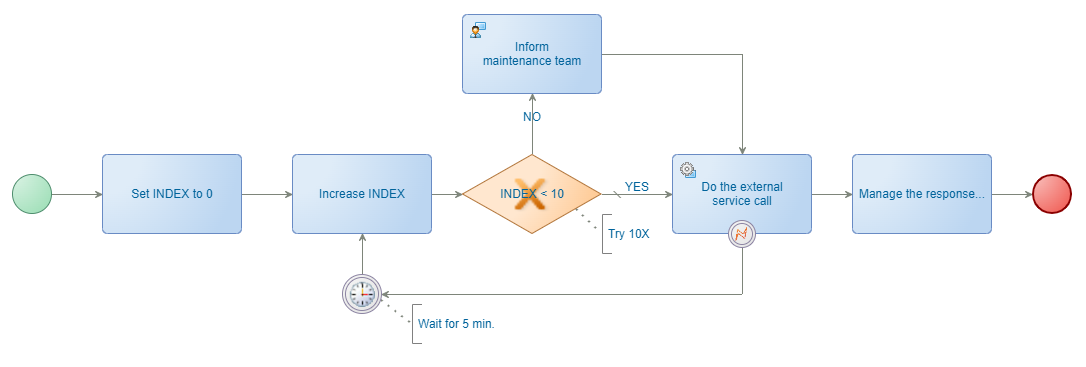 Inform
maintenance team
NO
Set INDEX to 0
Increase INDEX
INDEX < 10
YES
Do the external
service call
Manage the response...
Try 10X
Wait for 5 min.